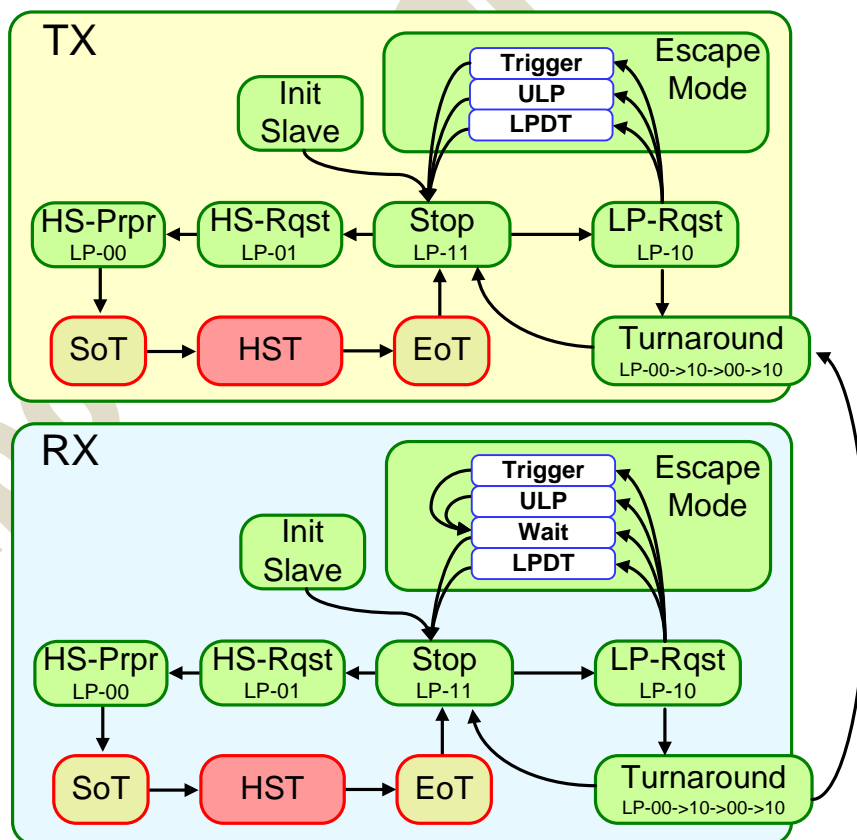 TX
Trigger
ULP
LPDT
Escape
Mode
Init
Slave
HS-Prpr
LP-00
HS-Rqst
LP-01
Stop
LP-11
LP-Rqst
LP-10
SoT
HST
EoT
Turnaround
LP-00->10->00->10
RX
Trigger
ULP
Wait
LPDT
Escape
Mode
Init
Slave
HS-Prpr
LP-00
HS-Rqst
LP-01
Stop
LP-11
LP-Rqst
LP-10
SoT
HST
EoT
Turnaround
LP-00->10->00->10